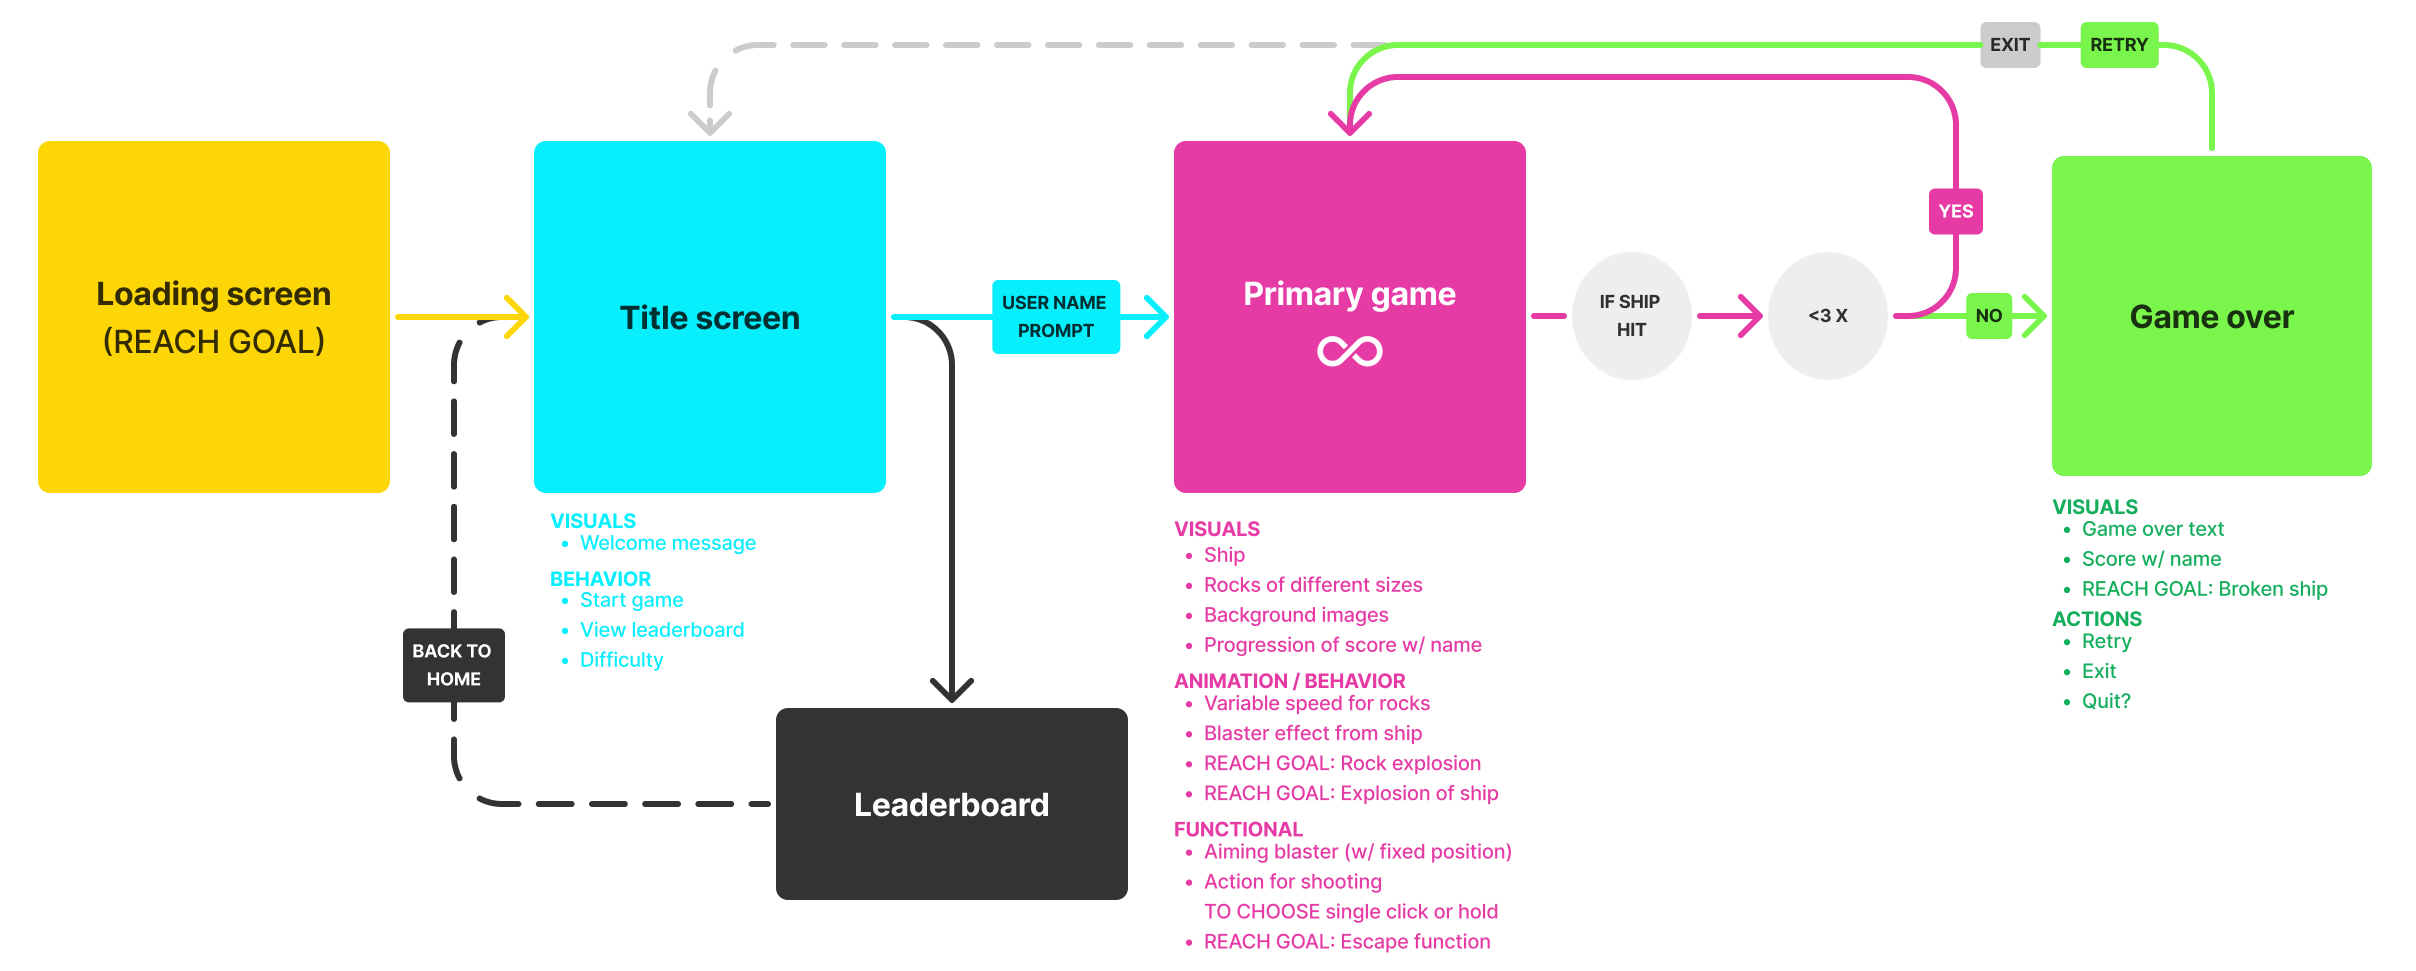 EXIT
RETRY
Loading screen
(REACH GOAL)
Title screen
USER NAME
PROMPT
Primary game
IF SHIP
HIT
<3 X
YES
NO
Game over
VISUALS
• Welcome message
BEHAVIOR
• Start game
• View leaderboard
• Difficulty
BACK TO
HOME
Leaderboard
VISUALS
• Ship
• Rocks of different sizes
• Background images
• Progression of score w/ name
ANIMATION / BEHAVIOR
• Variable speed for rocks
• Blaster effect from ship
• REACH GOAL: Rock explosion
• REACH GOAL: Explosion of ship
FUNCTIONAL
• Aiming blaster (w/ fixed position)
• Action for shooting
TO CHOOSE single click or hold
• REACH GOAL: Escape function
VISUALS
• Game over text
• Score w/ name
• REACH GOAL: Broken ship
ACTIONS
• Retry
• Exit
• Quit?